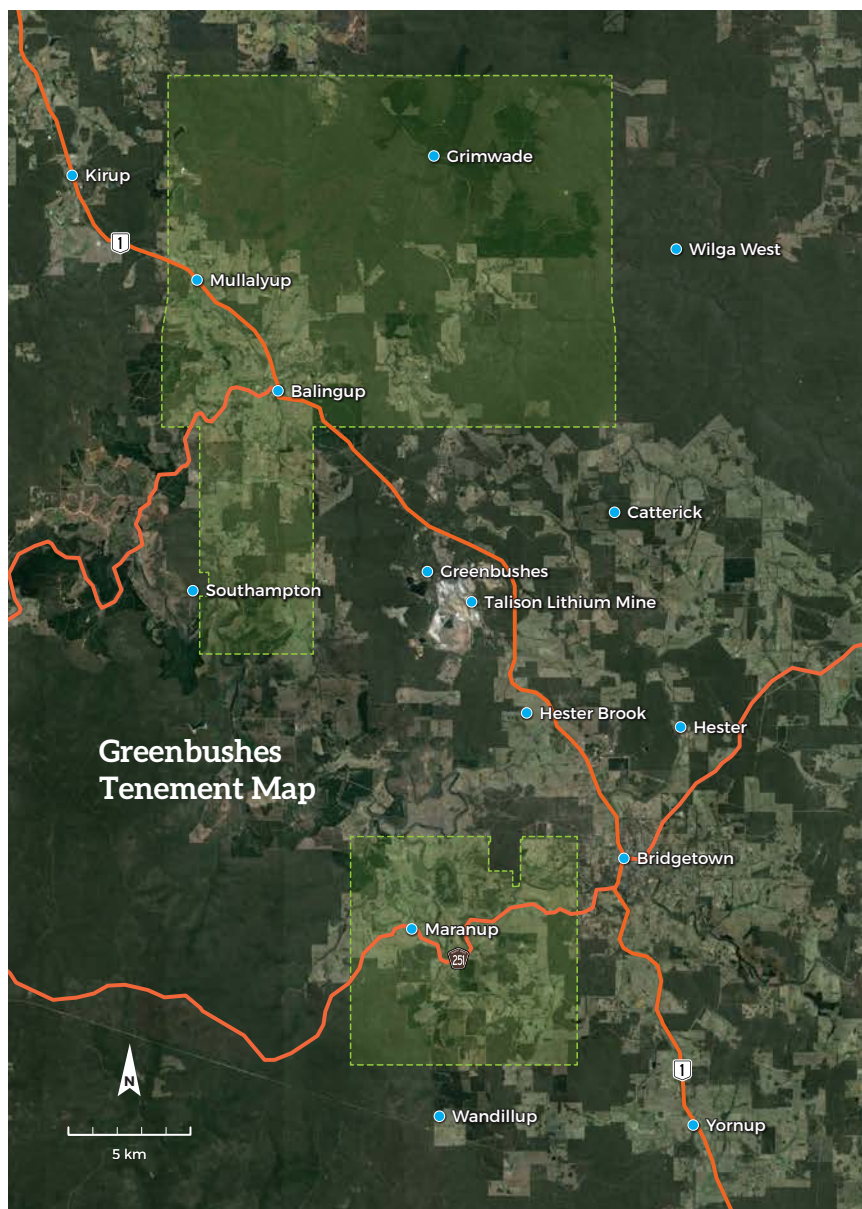 Grimwade
Kirup
1
Wilga West
Mullalyup
Balingup
Catterick
Greenbushes
Southampton
Talison Lithium Mine
Hester Brook
Hester
Greenbushes
Tenement Map
Bridgetown
Maranup
251
N
1
Wandillup
Yornup
5 km